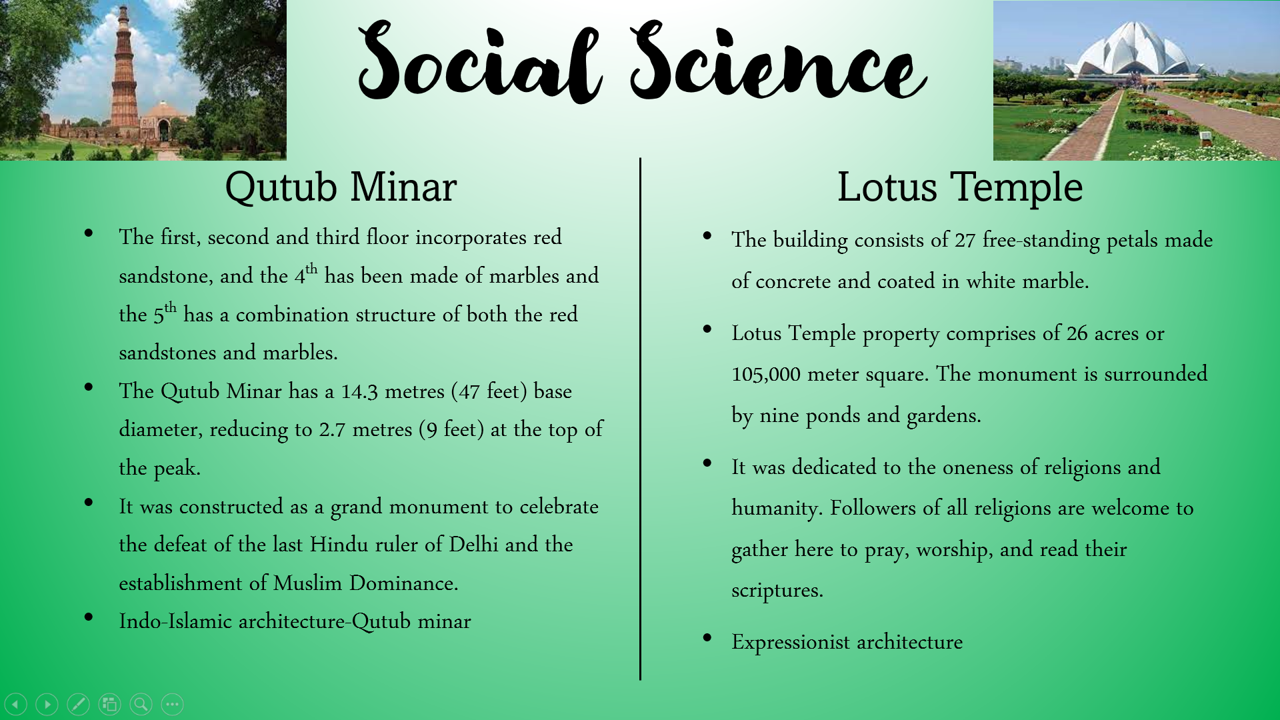 Social Science
Qutub Minar
• The first, second and third floor incorporates red
sandstone, and the 4th has been made of marbles and
the 5th has a combination structure of both the red
sandstones and marbles.
• The Qutub Minar has a 14.3 metres (47 feet) base
diameter, reducing to 2.7 metres (9 feet) at the top of
the peak.
• It was constructed as a grand monument to celebrate
the defeat of the last Hindu ruler of Delhi and the
establishment of Muslim Dominance.
• Indo-Islamic architecture-Qutub minar
Lotus Temple
• The building consists of 27 free-standing petals made
of concrete and coated in white marble.
• Lotus Temple property comprises of 26 acres or
105,000 meter square. The monument is surrounded
by nine ponds and gardens.
• It was dedicated to the oneness of religions and
humanity. Followers of all religions are welcome to
gather here to pray, worship, and read their
scriptures.
• Expressionist architecture